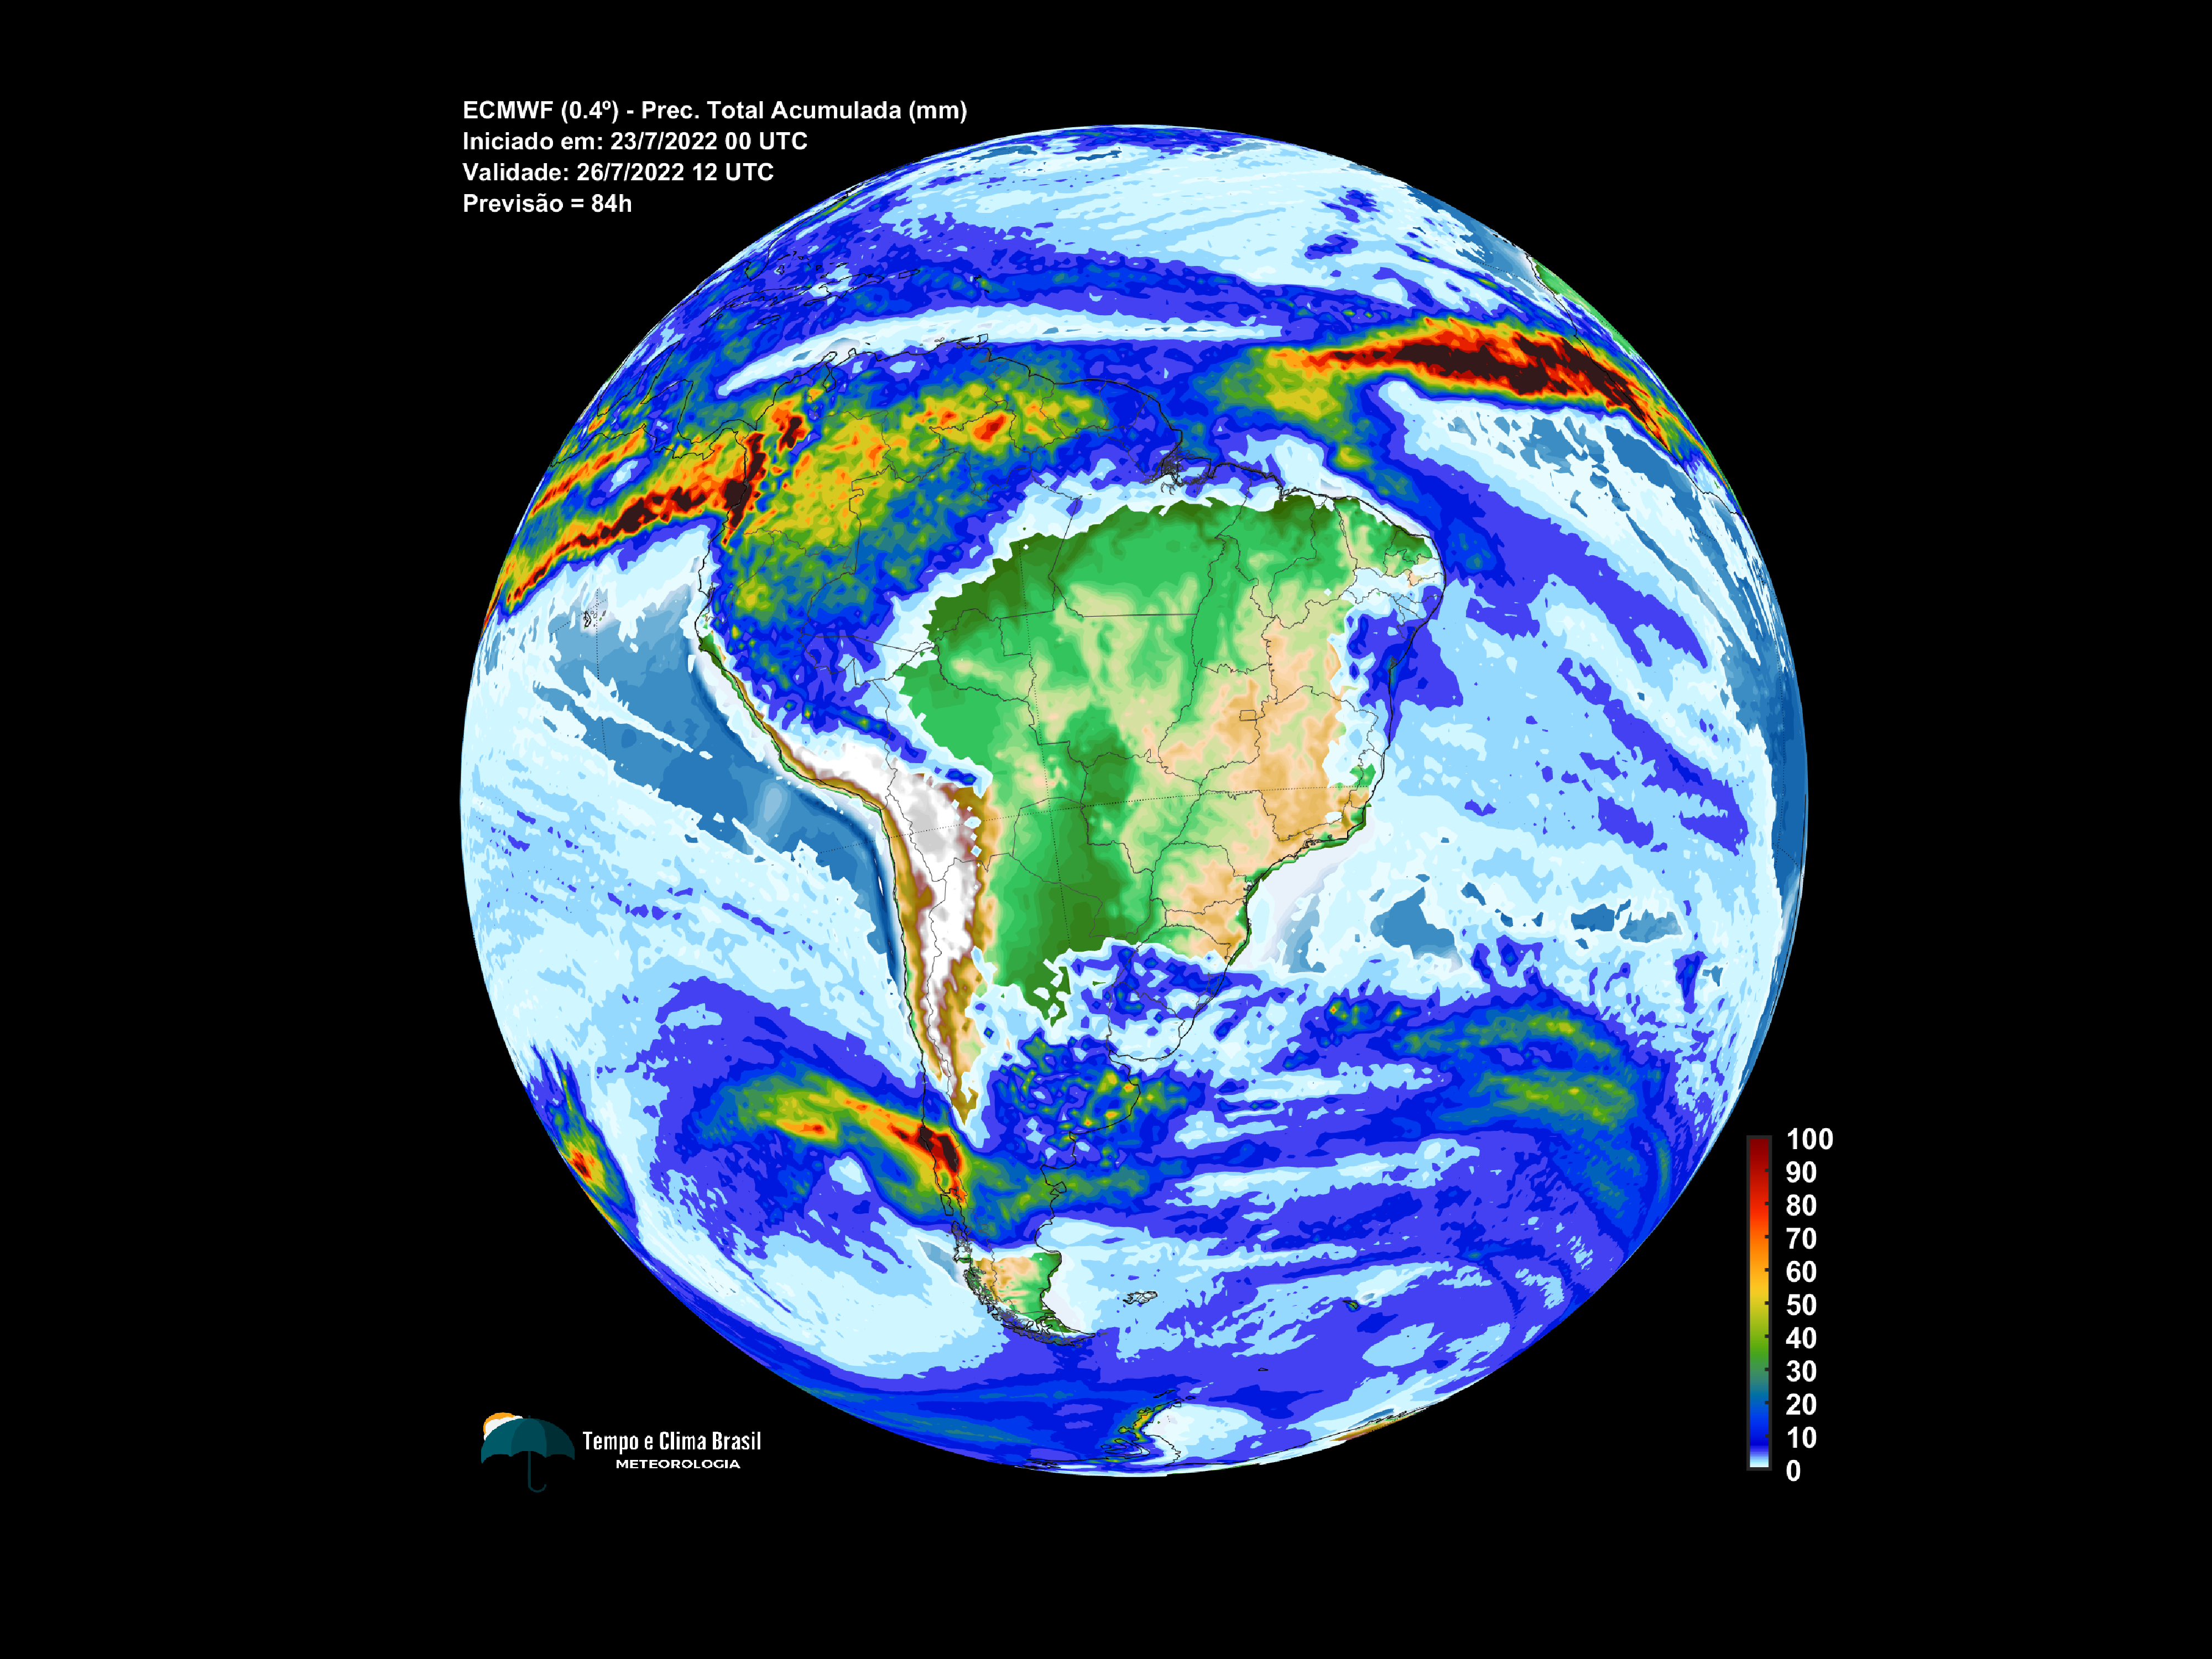 ECMWF (0.4º) - Prec. Total Acumulada (mm)
Iniciado em: 23/7/2022 00 UTC
Validade: 26/7/2022 12 UTC
Previsão = 84h
100
90
80
70
60
50
40
30
20
10
0
Tempo e Clima Brasil
METEOROLOGIA